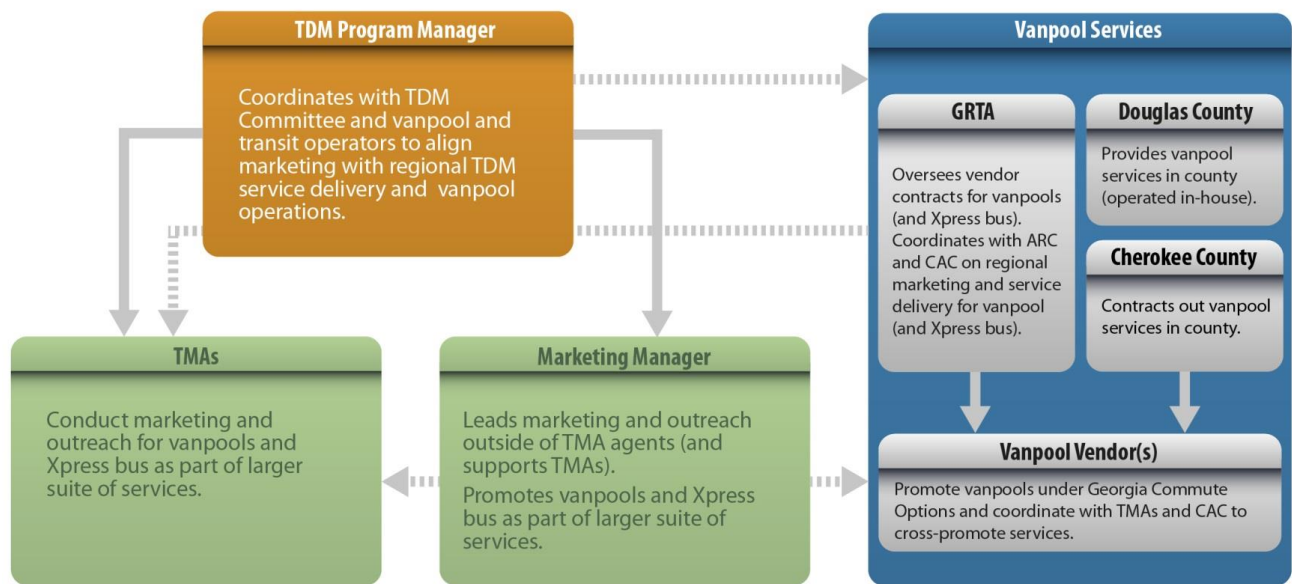 TDM Program Manager
Coordinates with TDM
Committee and vanpool and
transit operators to align
marketing with regional TDM
service delivery and vanpool
operations.
Vanpool Services
GRTA
Oversees vendor
contracts for vanpools
(and Xpress bus).
Coordinates with ARC
and CAC on regional
marketing and service
delivery for vanpool
(and Xpress bus).
Douglas County
Provides vanpool
services in county
(operated in-house).
Cherokee County
Contracts out vanpool
services in county.
TMAs
Conduct marketing and
outreach for vanpools and
Xpress bus as part of larger
suite of services.
Marketing Manager
Leads marketing and outreach
outside of TMA agents (and
supports TMAs).
Promotes vanpools and Xpress
bus as part of larger suite of
services.
Vanpool Vendor(s)
Promote vanpools under Georgia Commute
Options and coordinate with TMAs and CAC to
cross-promote services.